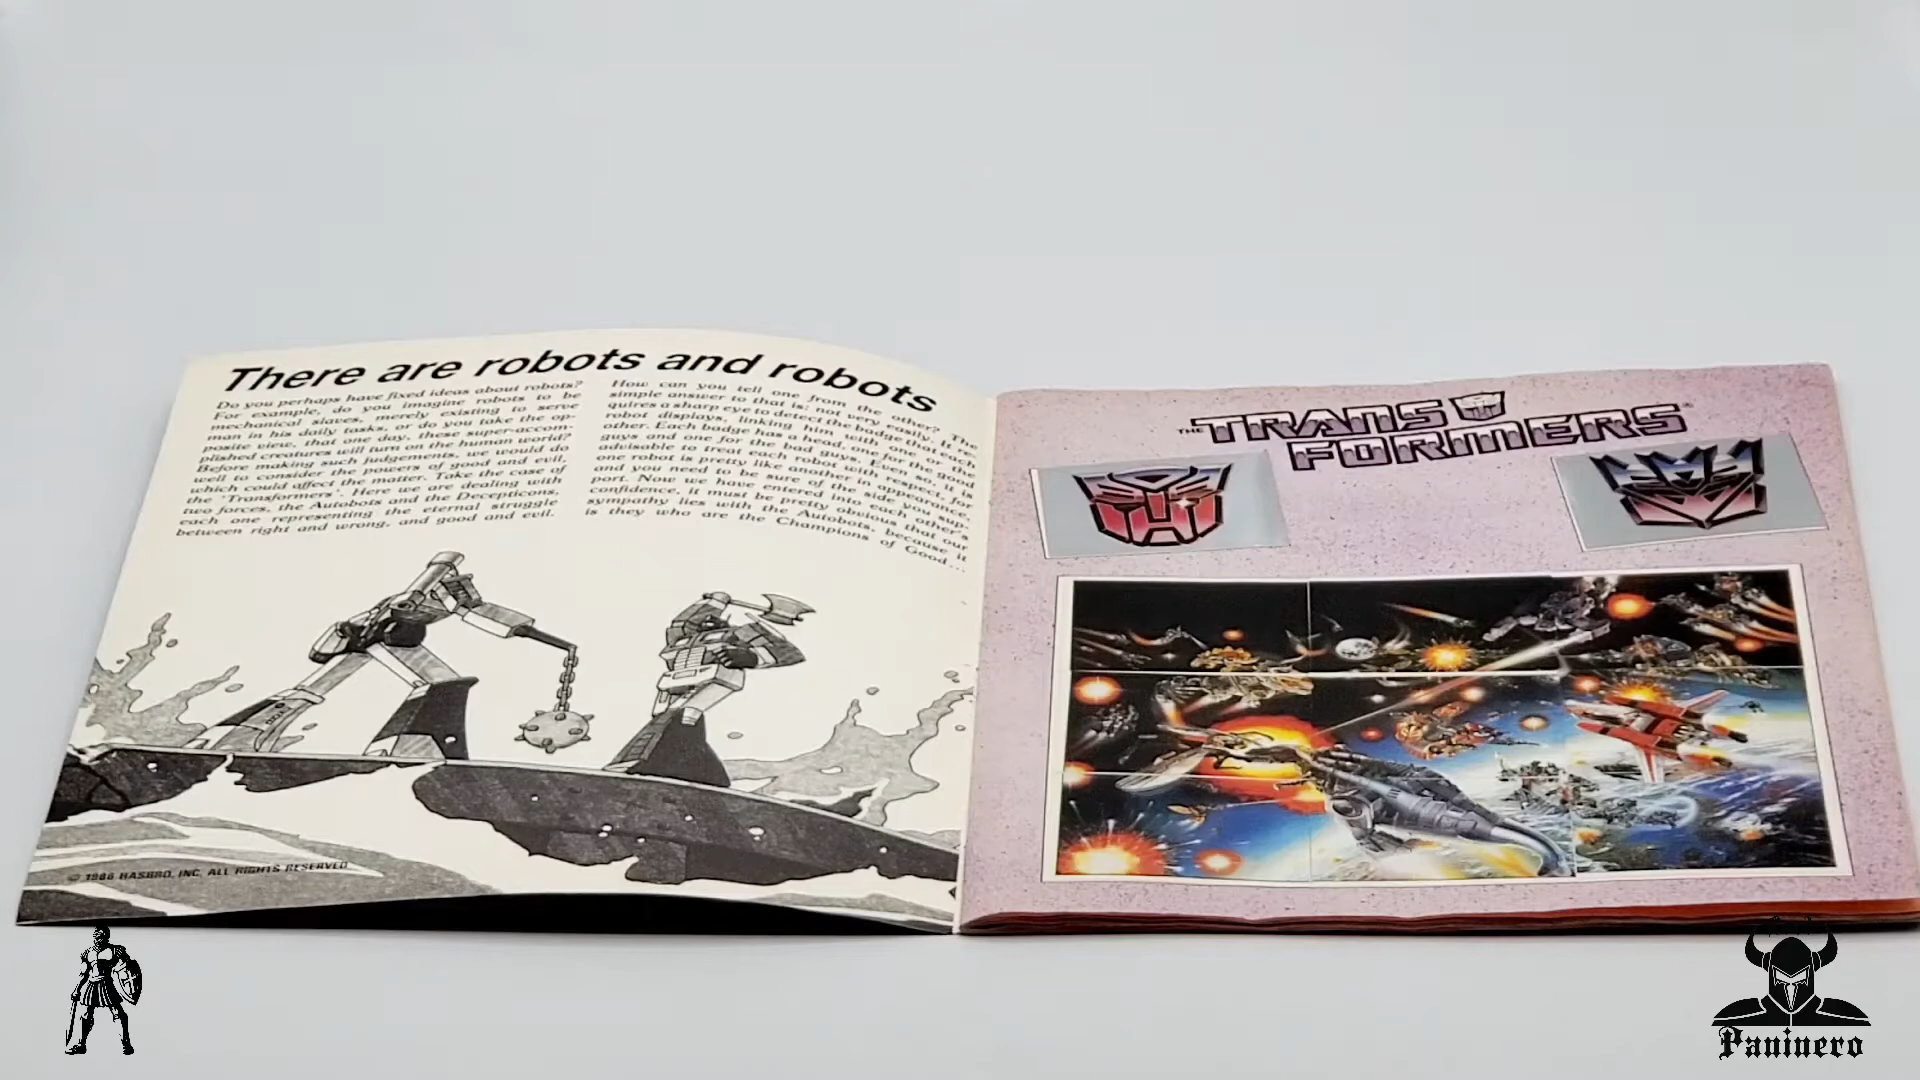 There are robots and robots
Do you perhaps have fixed ideas about robots?
For example, do you imagine robots to be
mechanical slaves, merely existing to serve
man in his daily tasks, or do you take the op-
posite view, that one day, these super-accom-
plished creatures will turn on the human world?
Before making such judgements, we would do
well to consider the powers of good and evil,
which could affect the matter. Take the case of
the 'Transformers'. Here we are dealing with
two forces, the Autobots and the Decepticons,
each one representing the eternal struggle
between right and wrong, and good and evil.
How can you tell one from the other? The
simple answer to that is: not very easily. It re-
quires a sharp eye to detect the badge that each
robot displays, linking him with one or the
other. Each badge has a head, one for the good
guys and one for the bad guys. Even so, it is
advisable to treat each robot with respect, for
one robot is pretty like another in appearance,
and you need to be sure of the side you sup-
port. Now we have entered into each other's
confidence, it must be pretty obvious that our
sympathy lies with the Autobots, because it
is they who are the Champions of Good...
© 1986 HASBRO, INC. ALL RIGHTS RESERVED
THE TRANS
FORMERS
Paninero